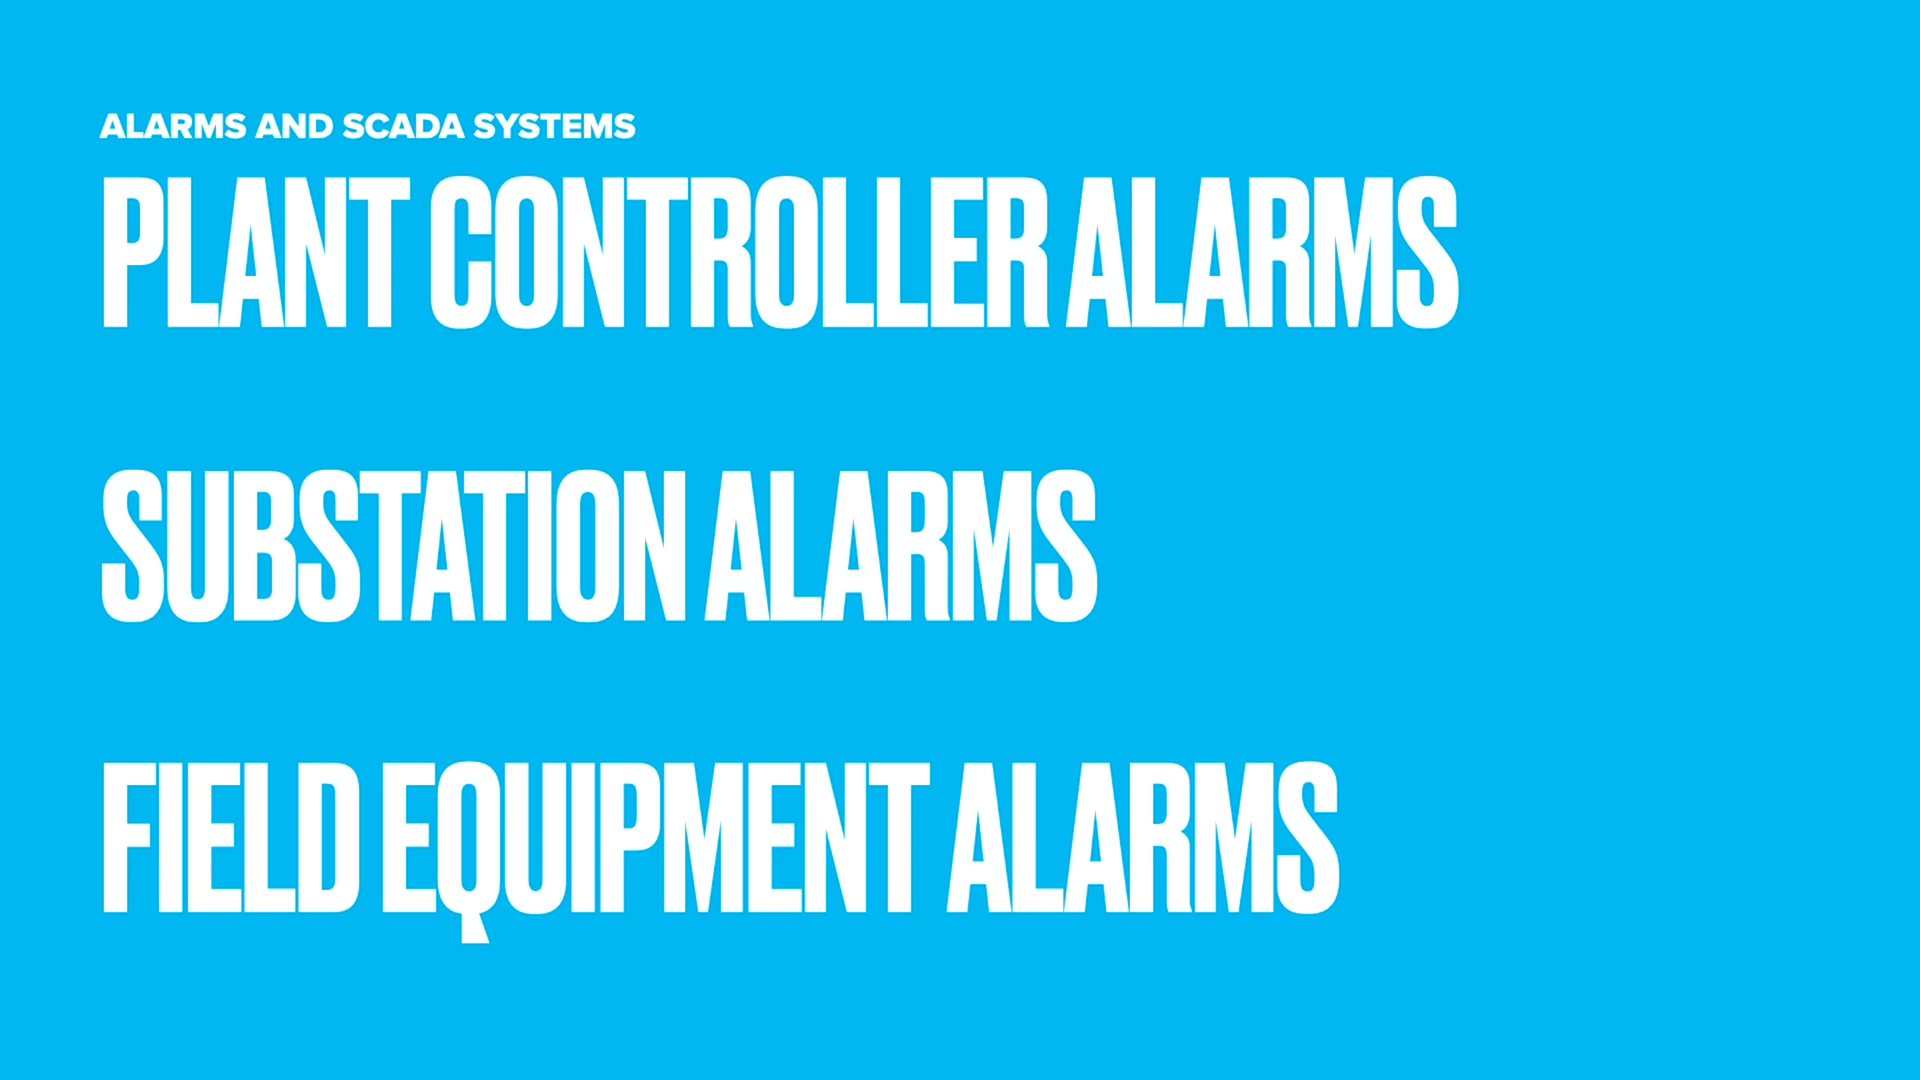 ALARMS AND SCADA SYSTEMS
PLANT CONTROLLER ALARMS
SUBSTATION ALARMS
FIELD EQUIPMENT ALARMS